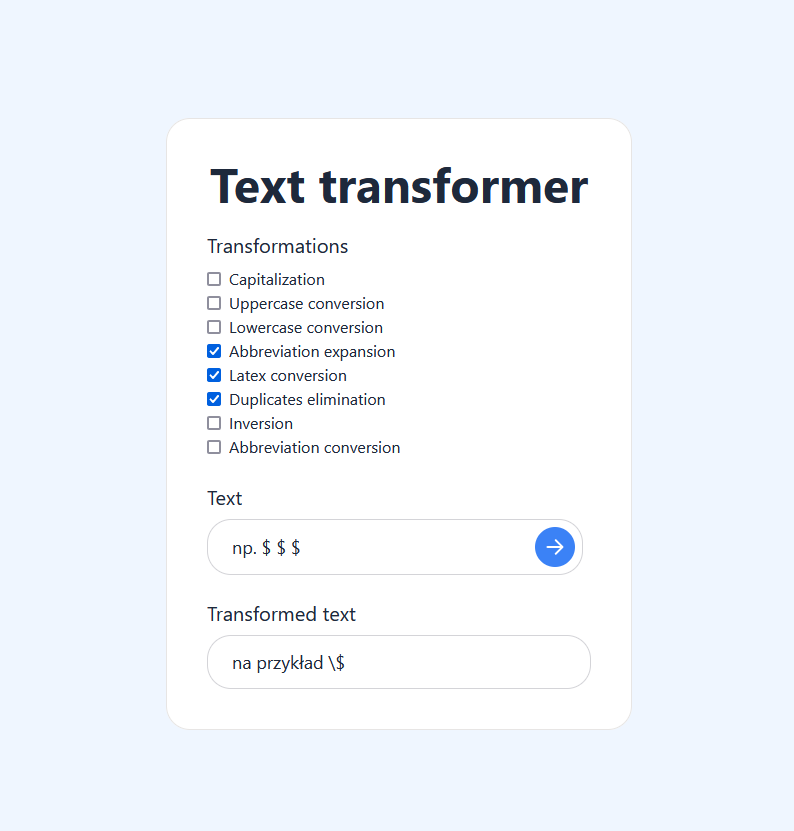 Text transformer
Transformations
Capitalization
Uppercase conversion
Lowercase conversion
Abbreviation expansion
Latex conversion
Duplicates elimination
Inversion
Abbreviation conversion
Text
np. $ $ $
Transformed text
na przykład \$